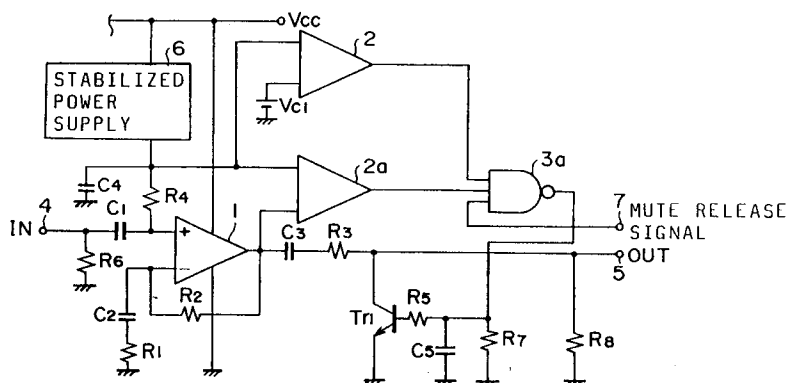 Vcc
6
2
STABILIZED
POWER
SUPPLY
Vc1
2a
3a
C4
R4
4
C1
1
7
MUTE RELEASE
SIGNAL
IN
+
C3
R3
OUT
5
R6
−
R2
C2
Tr1
R5
R1
C5
R7
R8